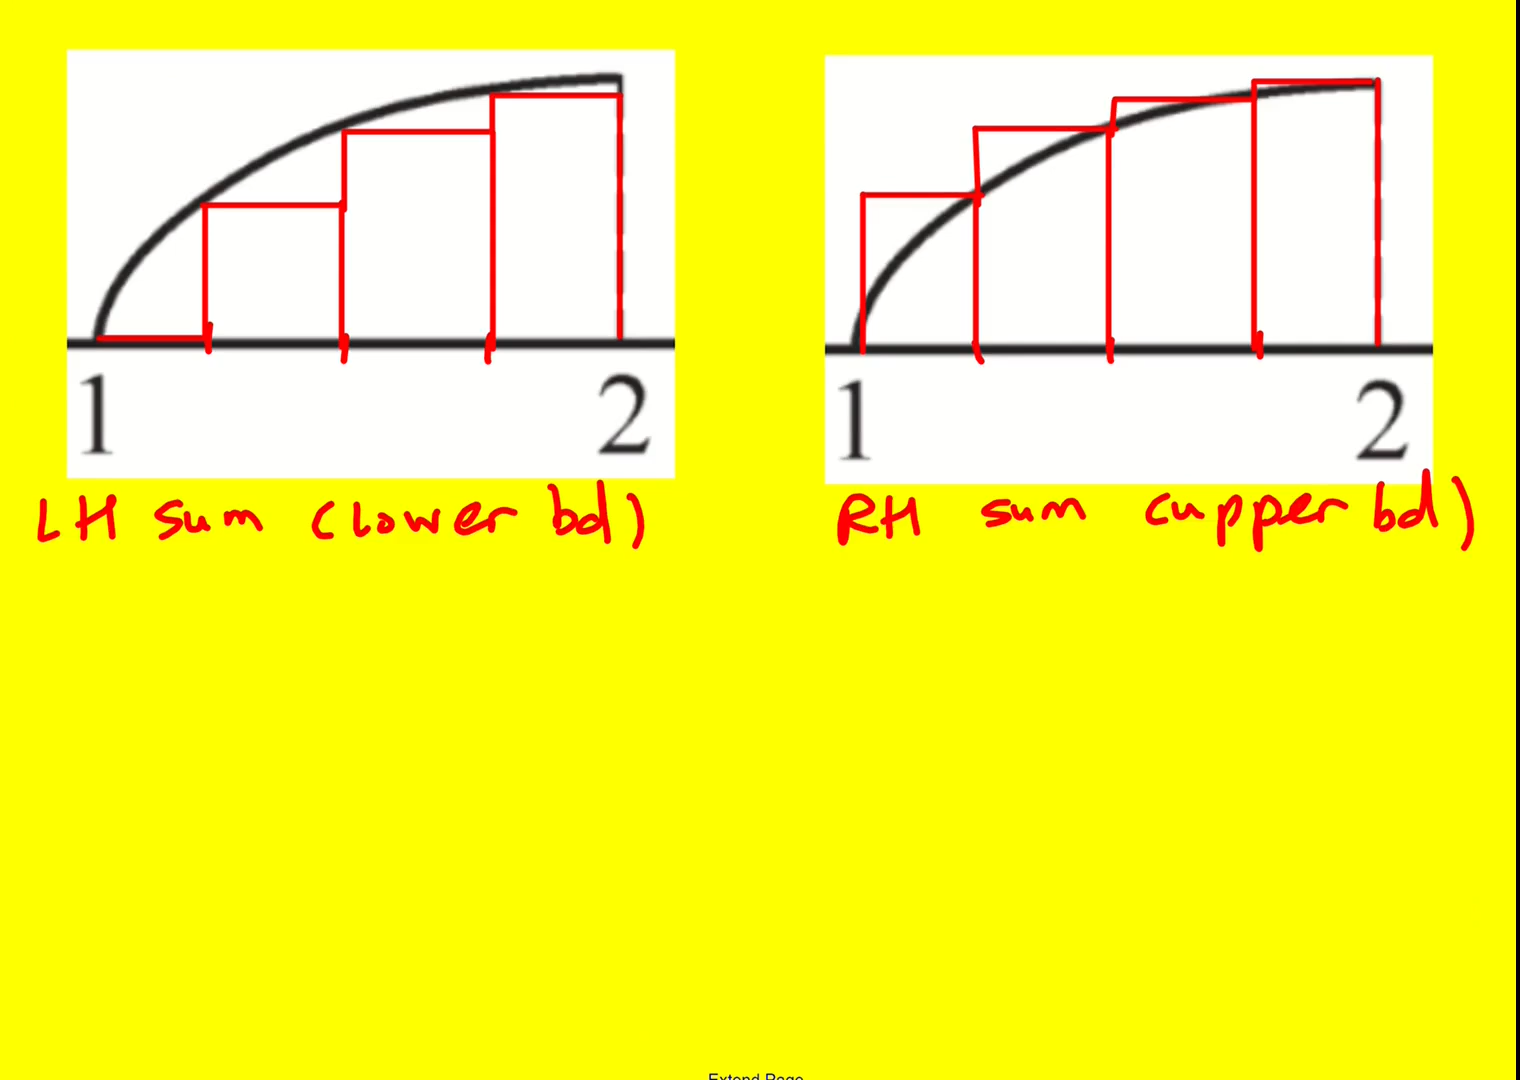 1 2
1 2
LH sum (lower bd)
RH sum (upper bd)
Extend Page